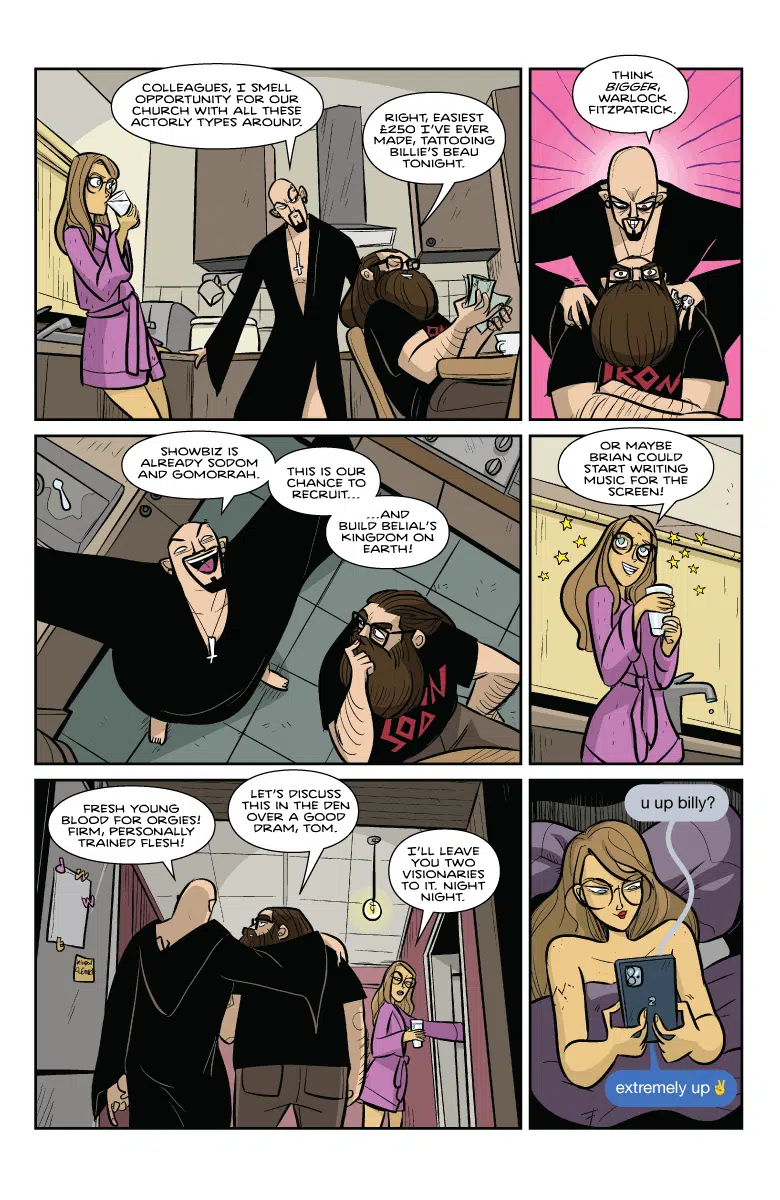 COLLEAGUES, I SMELL
OPPORTUNITY FOR OUR
CHURCH WITH ALL THESE
ACTORLY TYPES AROUND.
RIGHT, EASIEST
£250 I'VE EVER
MADE, TATTOOING
BILLIE'S BEAU
TONIGHT.
THINK
BIGGER,
WARLOCK
FITZPATRICK.
IRON
SHOWBIZ IS
ALREADY SODOM
AND GOMORRAH.
THIS IS OUR
CHANCE TO
RECRUIT...
...AND
BUILD BELIAL'S
KINGDOM ON
EARTH!
SOD
OR MAYBE
BRIAN COULD
START WRITING
MUSIC FOR THE
SCREEN!
FRESH YOUNG
BLOOD FOR ORGIES!
FIRM, PERSONALLY
TRAINED FLESH!
LET'S DISCUSS
THIS IN THE DEN
OVER A GOOD
DRAM, TOM.
I'LL LEAVE
YOU TWO
VISIONARIES
TO IT. NIGHT
NIGHT.
u up billy?
2
extremely up ✌️